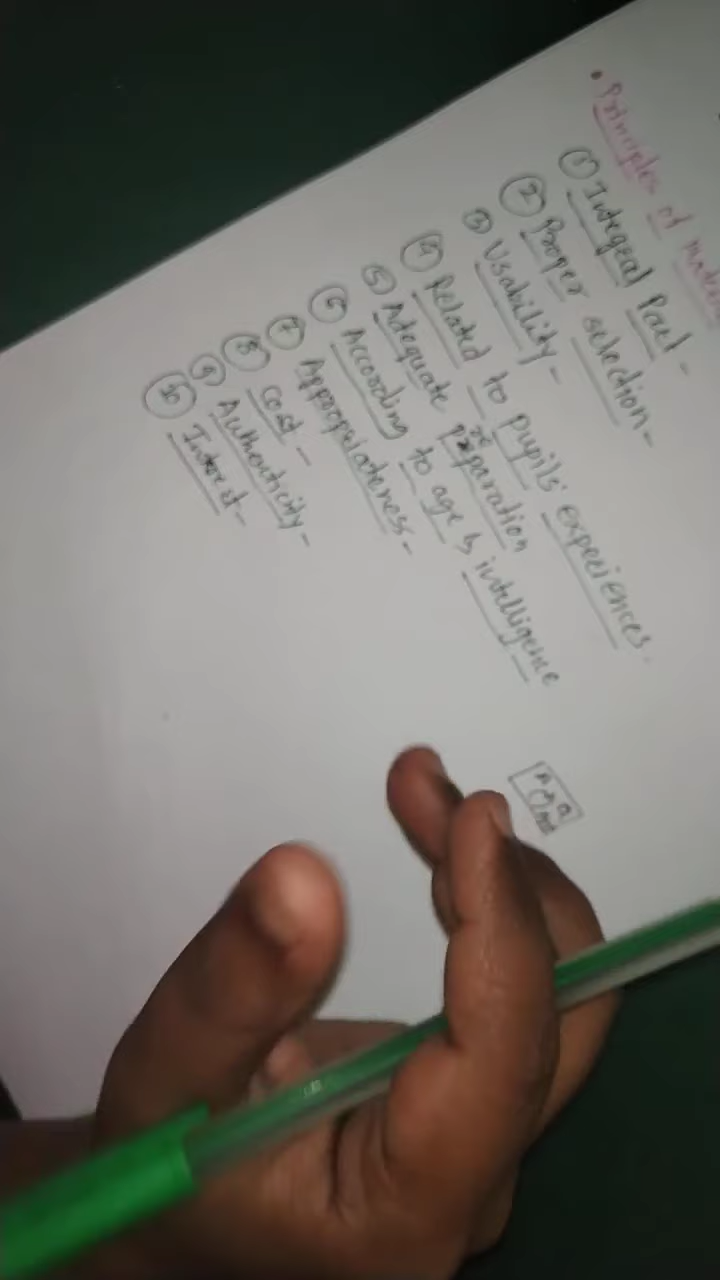 • Principles of
① Integral Part -
② Proper selection -
③ Usability -
④ Related to pupils' experiences.
⑤ Adequate preparation
⑥ According to age & intelligence
⑦ Appropriateness -
⑧ Cost -
⑨ Authenticity -
⑩ Interest -